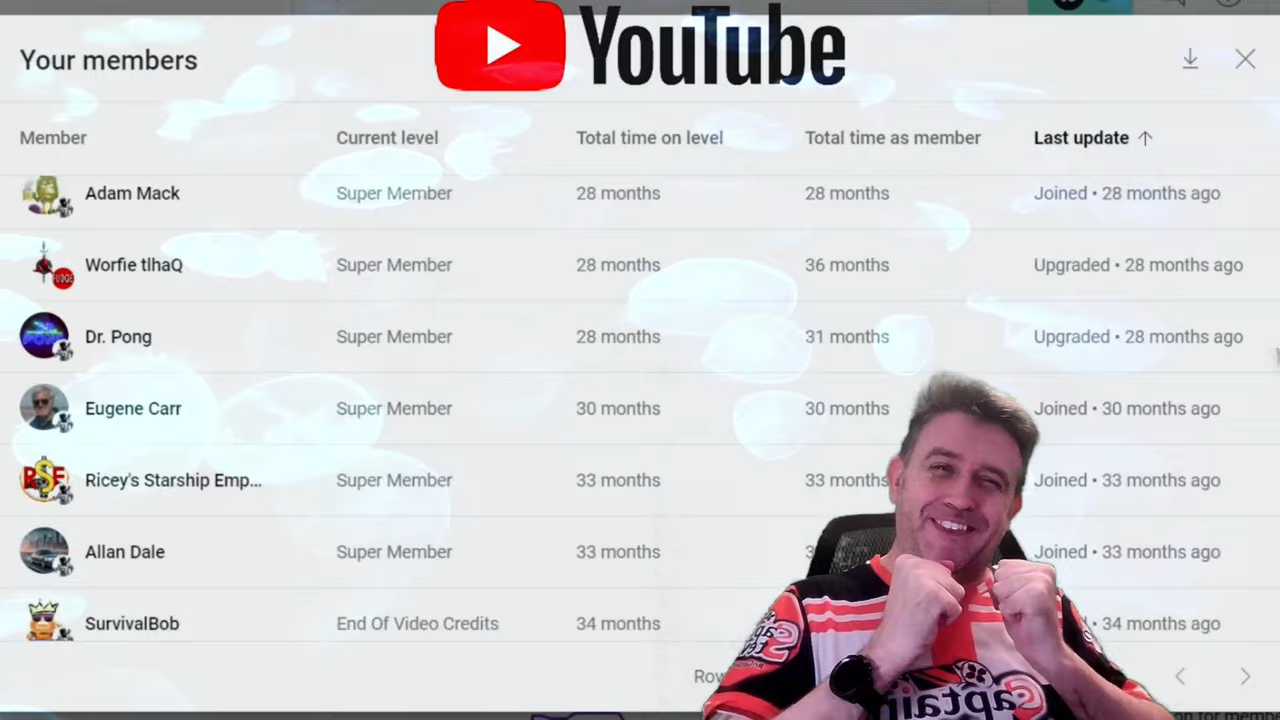 YouTube
Your members
Member Current level Total time on level Total time as member Last update
Adam Mack Super Member 28 months 28 months Joined • 28 months ago
Worfie tlhaQ Super Member 28 months 36 months Upgraded • 28 months ago
Dr. Pong Super Member 28 months 31 months Upgraded • 28 months ago
Eugene Carr Super Member 30 months 30 months Joined • 30 months ago
Ricey's Starship Emp... Super Member 33 months 33 months Joined • 33 months ago
Allan Dale Super Member 33 months Joined • 33 months ago
SurvivalBob End Of Video Credits 34 months • 34 months ago
Captain